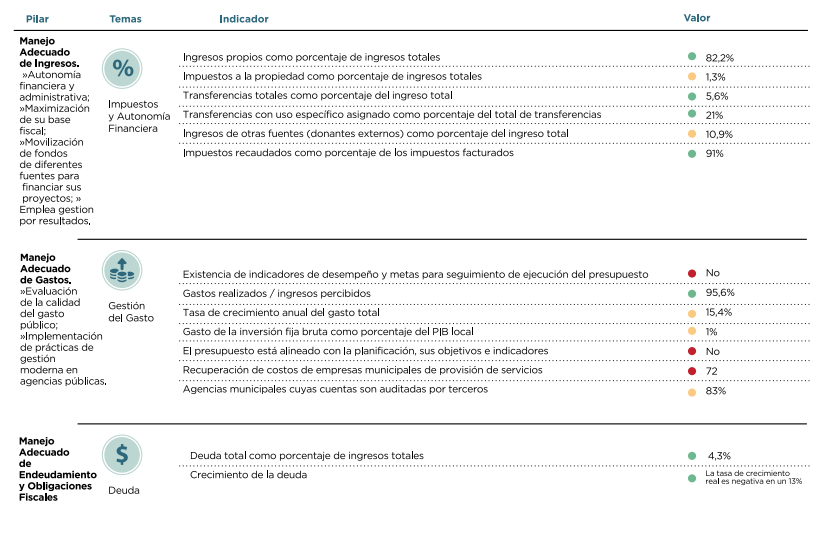 Pilar Temas Indicador Valor
Manejo
Adecuado
de Ingresos.
»Autonomía
financiera y
administrativa;
»Maximización
de su base
fiscal;
»Movilización
de fondos
de diferentes
fuentes para
financiar sus
proyectos; »
Emplea gestion
por resultados.
%
Impuestos
y Autonomía
Financiera
Ingresos propios como porcentaje de ingresos totales 82,2%
Impuestos a la propiedad como porcentaje de ingresos totales 1,3%
Transferencias totales como porcentaje del ingreso total 5,6%
Transferencias con uso específico asignado como porcentaje del total de transferencias 21%
Ingresos de otras fuentes (donantes externos) como porcentaje del ingreso total 10,9%
Impuestos recaudados como porcentaje de los impuestos facturados 91%
Manejo
Adecuado
de Gastos.
»Evaluación
de la calidad
del gasto
público;
»Implementación
de prácticas de
gestión
moderna en
agencias públicas.
Gestión
del Gasto
Existencia de indicadores de desempeño y metas para seguimiento de ejecución del presupuesto No
Gastos realizados / ingresos percibidos 95,6%
Tasa de crecimiento anual del gasto total 15,4%
Gasto de la inversión fija bruta como porcentaje del PIB local 1%
El presupuesto está alineado con la planificación, sus objetivos e indicadores No
Recuperación de costos de empresas municipales de provisión de servicios 72
Agencias municipales cuyas cuentas son auditadas por terceros 83%
Manejo
Adecuado
de
Endeudamiento
y Obligaciones
Fiscales
$
Deuda
Deuda total como porcentaje de ingresos totales 4,3%
Crecimiento de la deuda La tasa de crecimiento
real es negativa en un 13%